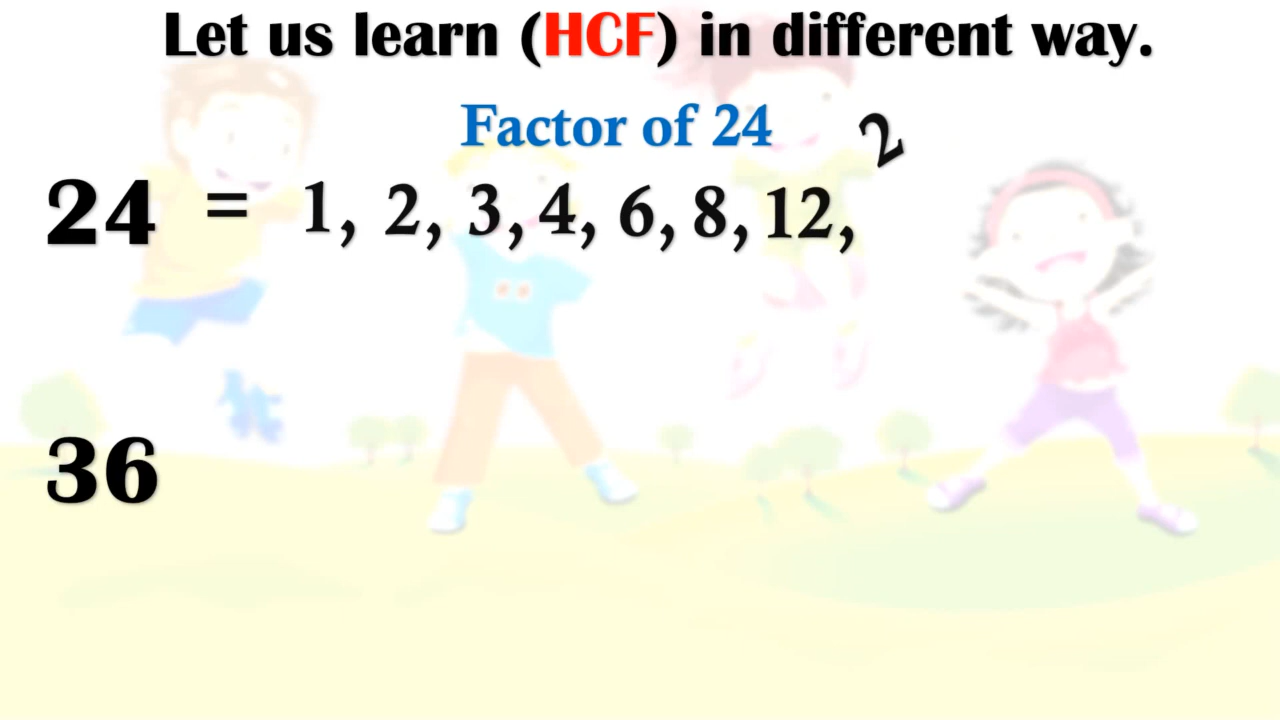 Let us learn (HCF) in different way.
Factor of 24
24 = 1, 2, 3, 4, 6, 8, 12, 2
36